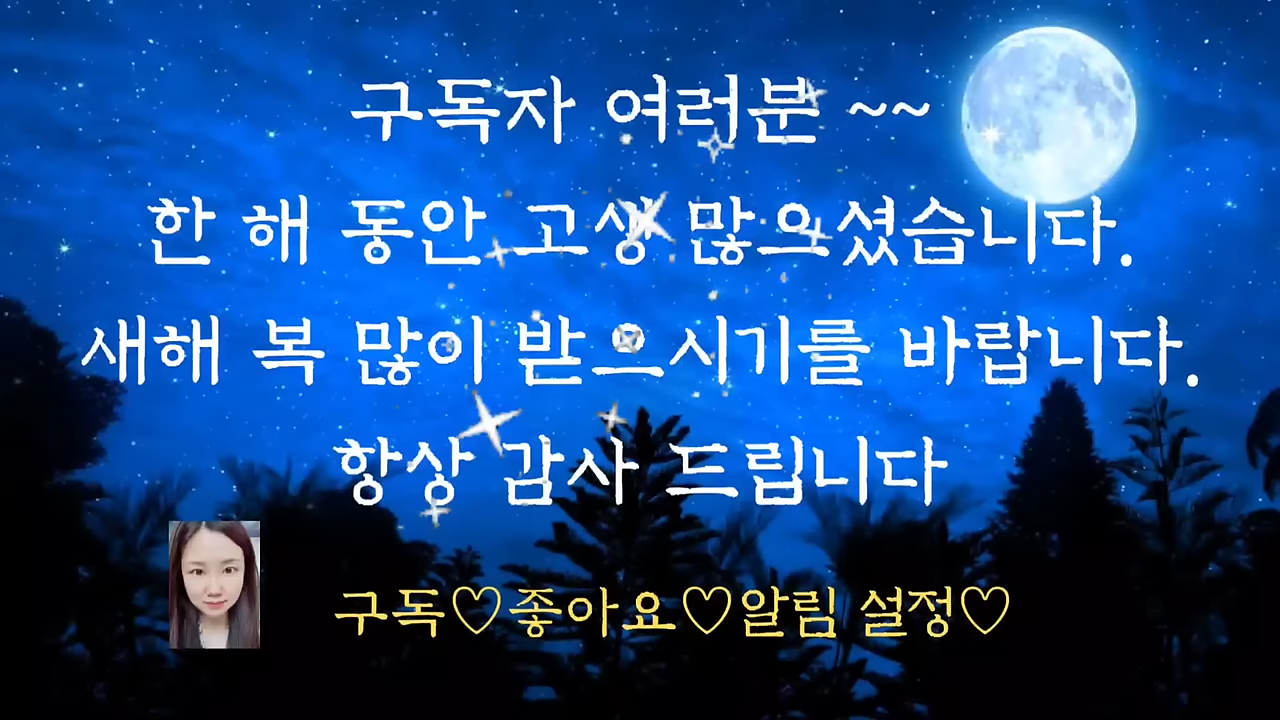 구독자 여러분 ~~
한 해 동안 고생 많으셨습니다.
새해 복 많이 받으시기를 바랍니다.
항상 감사 드립니다
구독♡좋아요♡알림 설정♡